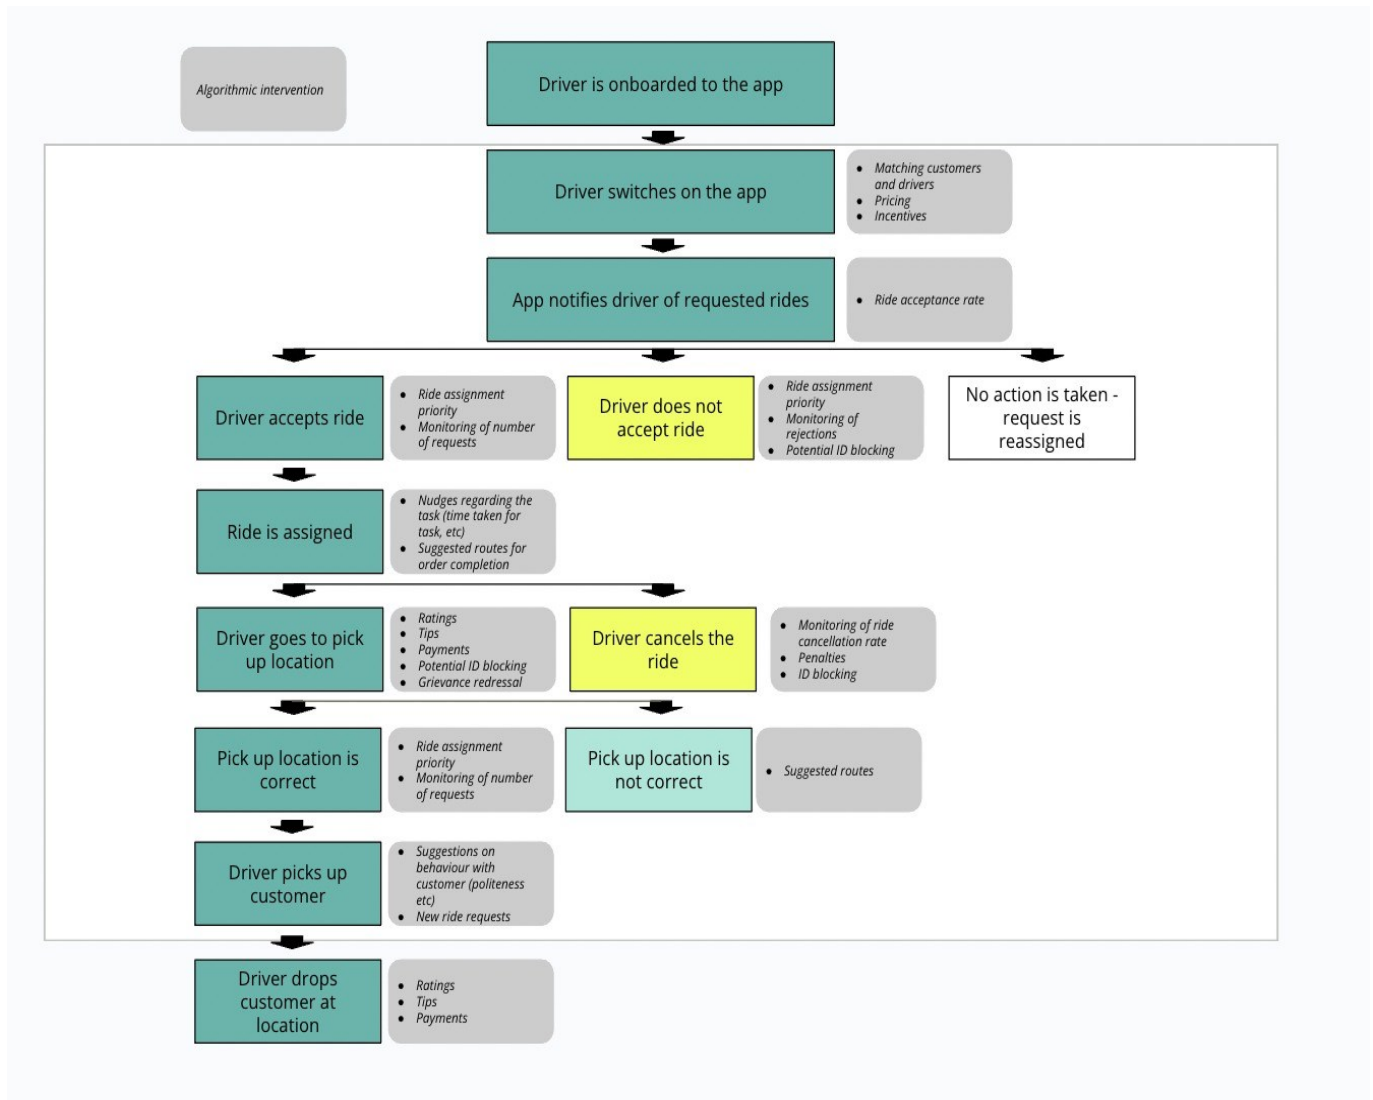 Algorithmic intervention
Driver is onboarded to the app
Driver switches on the app
• Matching customers
and drivers
• Pricing
• Incentives
App notifies driver of requested rides
• Ride acceptance rate
Driver accepts ride
• Ride assignment
priority
• Monitoring of number
of requests
Driver does not
accept ride
• Ride assignment
priority
• Monitoring of
rejections
• Potential ID blocking
No action is taken -
request is
reassigned
Ride is assigned
• Nudges regarding the
task (time taken for
task, etc)
• Suggested routes for
order completion
Driver goes to pick
up location
• Ratings
• Tips
• Payments
• Potential ID blocking
• Grievance redressal
Driver cancels the
ride
• Monitoring of ride
cancellation rate
• Penalties
• ID blocking
Pick up location is
correct
• Ride assignment
priority
• Monitoring of number
of requests
Pick up location is
not correct
• Suggested routes
Driver picks up
customer
• Suggestions on
behaviour with
customer (politeness
etc)
• New ride requests
Driver drops
customer at
location
• Ratings
• Tips
• Payments